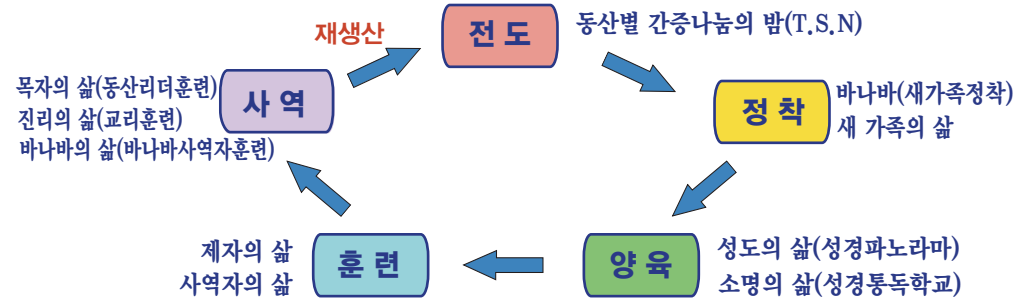 재생산
전 도
동산별 간증나눔의 밤(T.S.N)
정 착
바나바(새가족정착)
새 가족의 삶
양 육
성도의 삶(성경파노라마)
소명의 삶(성경통독학교)
훈 련
제자의 삶
사역자의 삶
사 역
목자의 삶(동산리더훈련)
진리의 삶(교리훈련)
바나바의 삶(바나바사역자훈련)